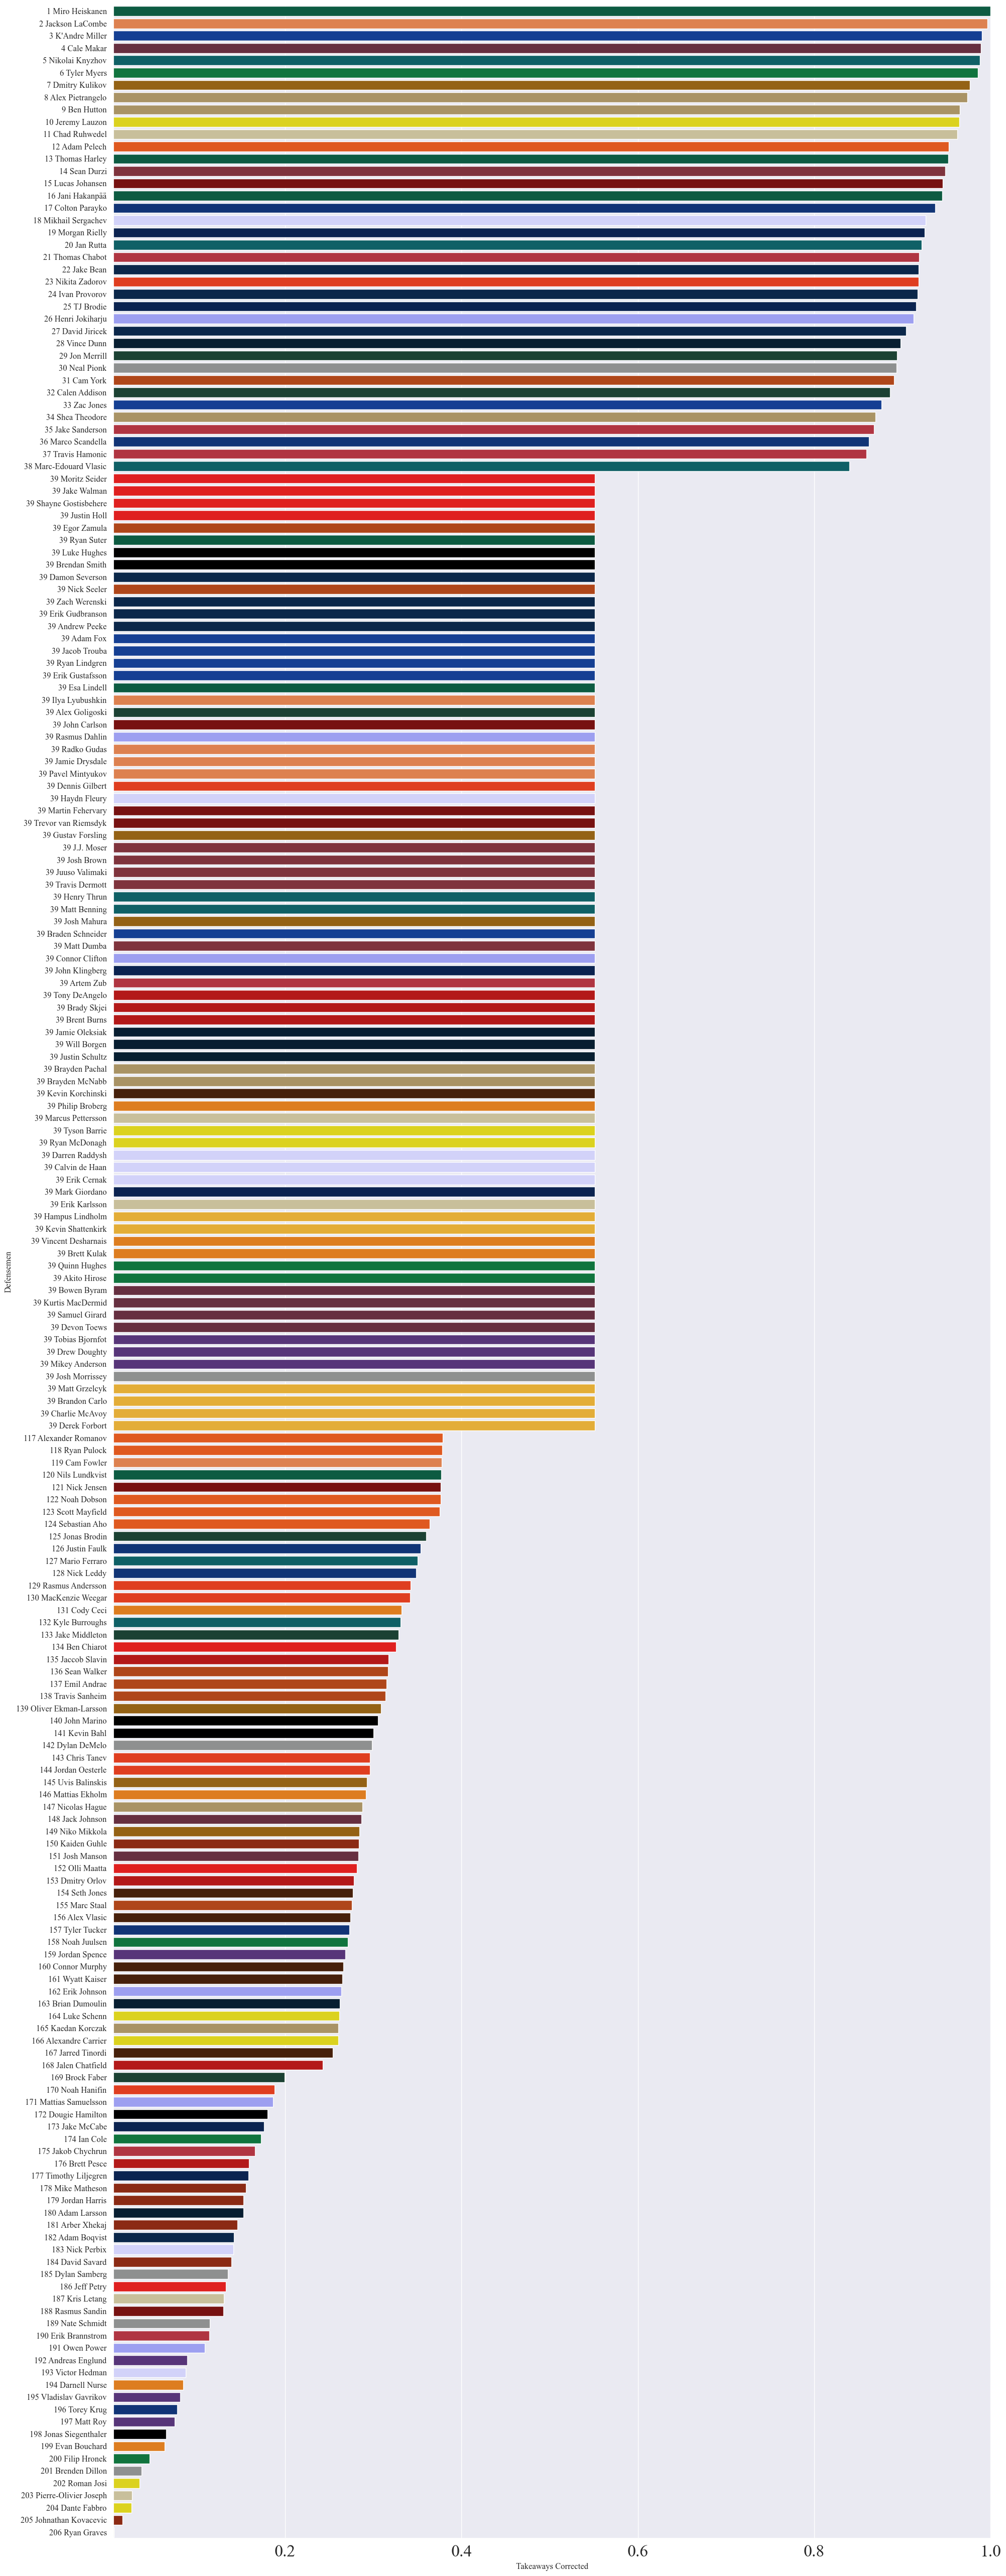 1 Miro Heiskanen
2 Jackson LaCombe
3 K'Andre Miller
4 Cale Makar
5 Nikolai Knyzhov
6 Tyler Myers
7 Dmitry Kulikov
8 Alex Pietrangelo
9 Ben Hutton
10 Jeremy Lauzon
11 Chad Ruhwedel
12 Adam Pelech
13 Thomas Harley
14 Sean Durzi
15 Lucas Johansen
16 Jani Hakanpää
17 Colton Parayko
18 Mikhail Sergachev
19 Morgan Rielly
20 Jan Rutta
21 Thomas Chabot
22 Jake Bean
23 Nikita Zadorov
24 Ivan Provorov
25 TJ Brodie
26 Henri Jokiharju
27 David Jiricek
28 Vince Dunn
29 Jon Merrill
30 Neal Pionk
31 Cam York
32 Calen Addison
33 Zac Jones
34 Shea Theodore
35 Jake Sanderson
36 Marco Scandella
37 Travis Hamonic
38 Marc-Edouard Vlasic
39 Moritz Seider
39 Jake Walman
39 Shayne Gostisbehere
39 Justin Holl
39 Egor Zamula
39 Ryan Suter
39 Luke Hughes
39 Brendan Smith
39 Damon Severson
39 Nick Seeler
39 Zach Werenski
39 Erik Gudbranson
39 Andrew Peeke
39 Adam Fox
39 Jacob Trouba
39 Ryan Lindgren
39 Erik Gustafsson
39 Esa Lindell
39 Ilya Lyubushkin
39 Alex Goligoski
39 John Carlson
39 Rasmus Dahlin
39 Radko Gudas
39 Jamie Drysdale
39 Pavel Mintyukov
39 Dennis Gilbert
39 Haydn Fleury
39 Martin Fehervary
39 Trevor van Riemsdyk
39 Gustav Forsling
39 J.J. Moser
39 Josh Brown
39 Juuso Valimaki
39 Travis Dermott
39 Henry Thrun
39 Matt Benning
39 Josh Mahura
39 Braden Schneider
39 Matt Dumba
39 Connor Clifton
39 John Klingberg
39 Artem Zub
39 Tony DeAngelo
39 Brady Skjei
39 Brent Burns
39 Jamie Oleksiak
39 Will Borgen
39 Justin Schultz
39 Brayden Pachal
39 Brayden McNabb
39 Kevin Korchinski
39 Philip Broberg
39 Marcus Pettersson
39 Tyson Barrie
39 Ryan McDonagh
39 Darren Raddysh
39 Calvin de Haan
39 Erik Cernak
39 Mark Giordano
39 Erik Karlsson
39 Hampus Lindholm
39 Kevin Shattenkirk
39 Vincent Desharnais
39 Brett Kulak
39 Quinn Hughes
39 Akito Hirose
39 Bowen Byram
39 Kurtis MacDermid
39 Samuel Girard
39 Devon Toews
39 Tobias Bjornfot
39 Drew Doughty
39 Mikey Anderson
39 Josh Morrissey
39 Matt Grzelcyk
39 Brandon Carlo
39 Charlie McAvoy
39 Derek Forbort
117 Alexander Romanov
118 Ryan Pulock
119 Cam Fowler
120 Nils Lundkvist
121 Nick Jensen
122 Noah Dobson
123 Scott Mayfield
124 Sebastian Aho
125 Jonas Brodin
126 Justin Faulk
127 Mario Ferraro
128 Nick Leddy
129 Rasmus Andersson
130 MacKenzie Weegar
131 Cody Ceci
132 Kyle Burroughs
133 Jake Middleton
134 Ben Chiarot
135 Jaccob Slavin
136 Sean Walker
137 Emil Andrae
138 Travis Sanheim
139 Oliver Ekman-Larsson
140 John Marino
141 Kevin Bahl
142 Dylan DeMelo
143 Chris Tanev
144 Jordan Oesterle
145 Uvis Balinskis
146 Mattias Ekholm
147 Nicolas Hague
148 Jack Johnson
149 Niko Mikkola
150 Kaiden Guhle
151 Josh Manson
152 Olli Maatta
153 Dmitry Orlov
154 Seth Jones
155 Marc Staal
156 Alex Vlasic
157 Tyler Tucker
158 Noah Juulsen
159 Jordan Spence
160 Connor Murphy
161 Wyatt Kaiser
162 Erik Johnson
163 Brian Dumoulin
164 Luke Schenn
165 Kaedan Korczak
166 Alexandre Carrier
167 Jarred Tinordi
168 Jalen Chatfield
169 Brock Faber
170 Noah Hanifin
171 Mattias Samuelsson
172 Dougie Hamilton
173 Jake McCabe
174 Ian Cole
175 Jakob Chychrun
176 Brett Pesce
177 Timothy Liljegren
178 Mike Matheson
179 Jordan Harris
180 Adam Larsson
181 Arber Xhekaj
182 Adam Boqvist
183 Nick Perbix
184 David Savard
185 Dylan Samberg
186 Jeff Petry
187 Kris Letang
188 Rasmus Sandin
189 Nate Schmidt
190 Erik Brannstrom
191 Owen Power
192 Andreas Englund
193 Victor Hedman
194 Darnell Nurse
195 Vladislav Gavrikov
196 Torey Krug
197 Matt Roy
198 Jonas Siegenthaler
199 Evan Bouchard
200 Filip Hronek
201 Brenden Dillon
202 Roman Josi
203 Pierre-Olivier Joseph
204 Dante Fabbro
205 Johnathan Kovacevic
206 Ryan Graves
Defensemen
0.2 0.4 0.6 0.8 1.0
Takeaways Corrected